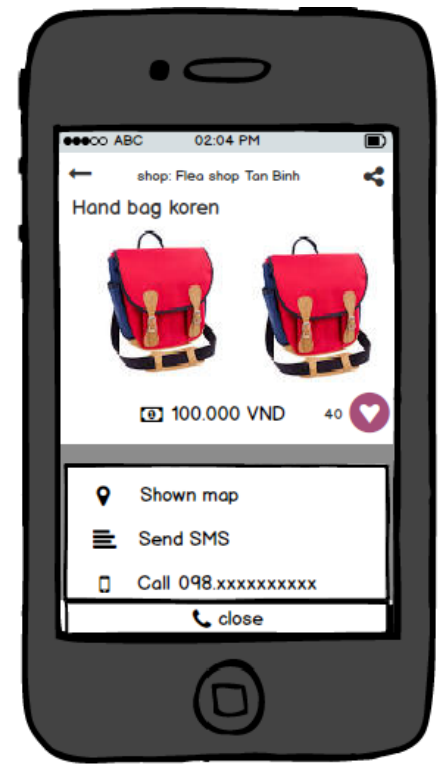 ABC 02:04 PM
shop: Flea shop Tan Binh
Hand bag koren
100.000 VND 40
Shown map
Send SMS
Call 098.xxxxxxxxxx
close